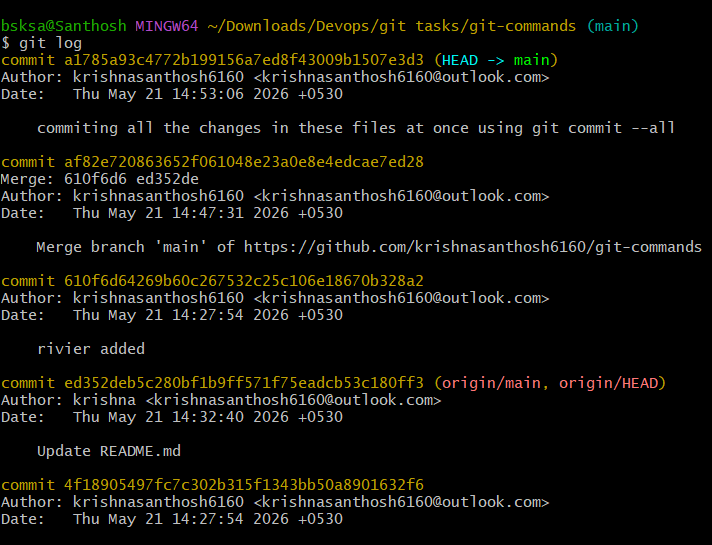 bsksa@Santhosh MINGW64 ~/Downloads/Devops/git tasks/git-commands (main)
$ git log
commit a1785a93c4772b199156a7ed8f43009b1507e3d3 (HEAD -> main)
Author: krishnasanthosh6160 <krishnasanthosh6160@outlook.com>
Date:   Thu May 21 14:53:06 2026 +0530

    commiting all the changes in these files at once using git commit --all

commit af82e720863652f061048e23a0e8e4edcae7ed28
Merge: 610f6d6 ed352de
Author: krishnasanthosh6160 <krishnasanthosh6160@outlook.com>
Date:   Thu May 21 14:47:31 2026 +0530

    Merge branch 'main' of https://github.com/krishnasanthosh6160/git-commands

commit 610f6d64269b60c267532c25c106e18670b328a2
Author: krishnasanthosh6160 <krishnasanthosh6160@outlook.com>
Date:   Thu May 21 14:27:54 2026 +0530

    rivier added

commit ed352deb5c280bf1b9ff571f75eadcb53c180ff3 (origin/main, origin/HEAD)
Author: krishna <krishnasanthosh6160@outlook.com>
Date:   Thu May 21 14:32:40 2026 +0530

    Update README.md

commit 4f18905497fc7c302b315f1343bb50a8901632f6
Author: krishnasanthosh6160 <krishnasanthosh6160@outlook.com>
Date:   Thu May 21 14:27:54 2026 +0530